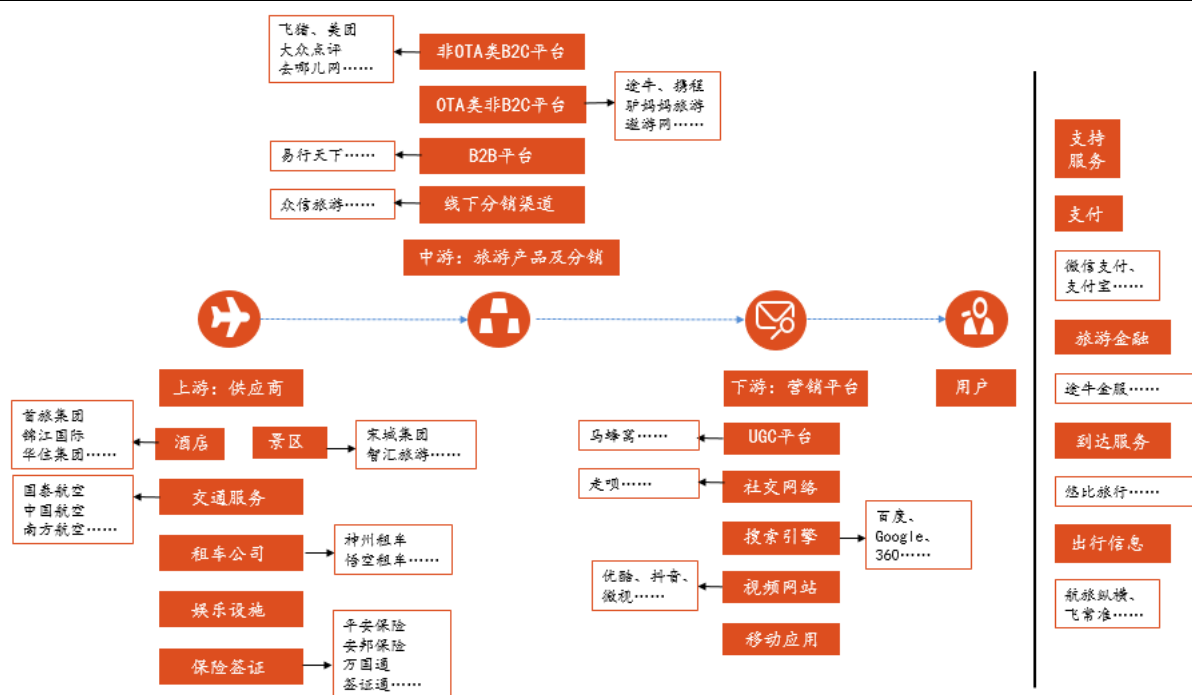 飞猪、美团
大众点评
去哪儿网……
非OTA类B2C平台
OTA类非B2C平台
途牛、携程
驴妈妈旅游
遨游网……
易行天下……
B2B平台
众信旅游……
线下分销渠道
中游：旅游产品及分销
上游：供应商
首旅集团
锦江国际
华住集团……
酒店
景区
宋城集团
智汇旅游……
国泰航空
中国航空
南方航空……
交通服务
租车公司
神州租车
悟空租车……
娱乐设施
保险签证
平安保险
安邦保险
万国通
签证通……
下游：营销平台
马蜂窝……
UGC平台
走呗……
社交网络
搜索引擎
百度、
Google、
360……
优酷、抖音、
微视……
视频网站
移动应用
用户
支持
服务
支付
微信支付、
支付宝……
旅游金融
途牛金服……
到达服务
悠比旅行……
出行信息
航旅纵横、
飞常准……